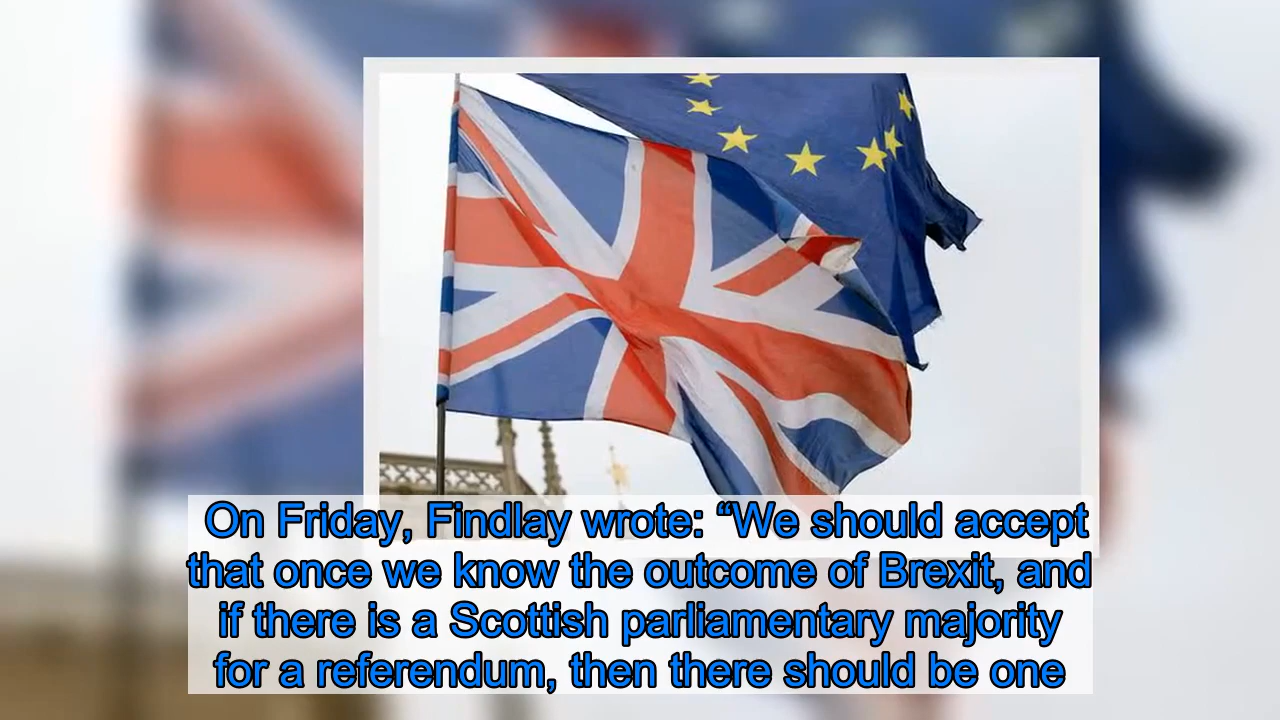 On Friday, Findlay wrote: “We should accept
that once we know the outcome of Brexit, and
if there is a Scottish parliamentary majority
for a referendum, then there should be one